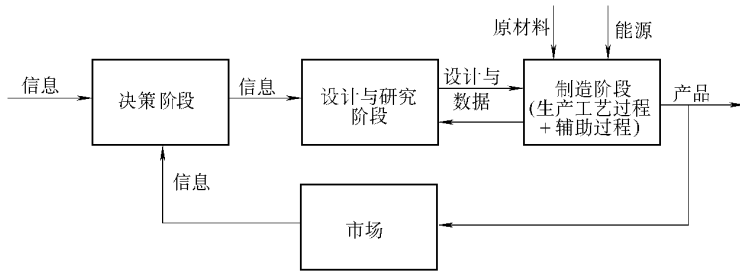 原材料
能源
信息
决策阶段
信息
设计与研究
阶段
设计与
数据
制造阶段
(生产工艺过程
+辅助过程)
产品
信息
市场